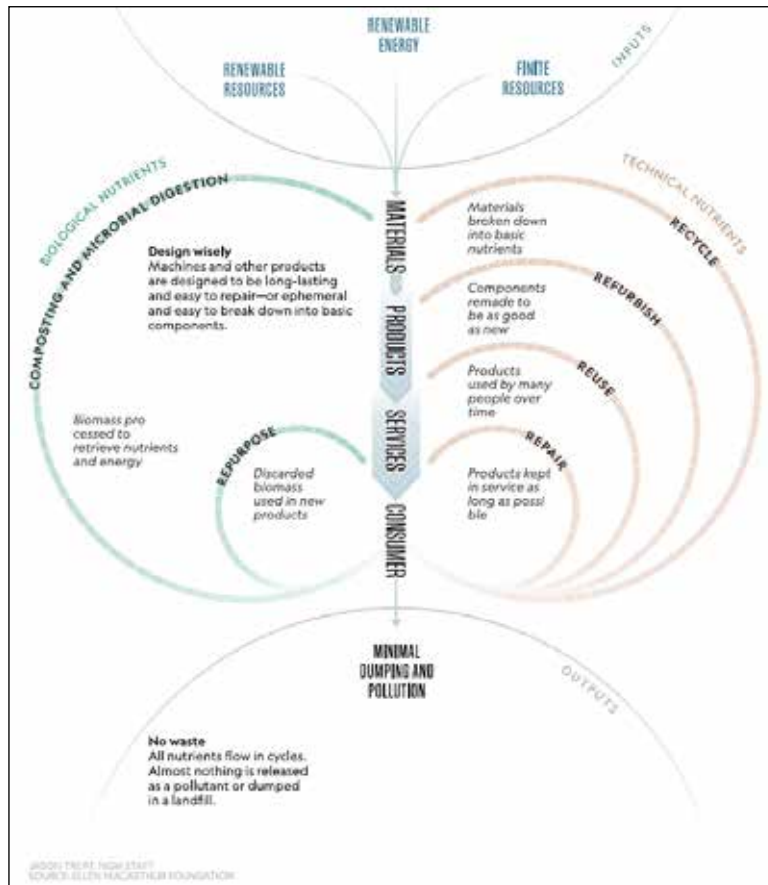 RENEWABLE
ENERGY
RENEWABLE
RESOURCES
FINITE
RESOURCES
INPUTS
BIOLOGICAL NUTRIENTS
COMPOSTING AND MICROBIAL DIGESTION
TECHNICAL NUTRIENTS
MATERIALS
PRODUCTS
SERVICES
CONSUMER
Design wisely
Machines and other products
are designed to be long-lasting
and easy to repair—or ephemeral
and easy to break down into basic
components.
Biomass pro
cessed to
retrieve nutrients
and energy
REPURPOSE
Discarded
biomass
used in new
products
Materials
broken down
into basic
nutrients
RECYCLE
Components
remade to
be as good
as new
REFURBISH
Products
used by many
people over
time
REUSE
Products kept
in service as
long as possi
ble
REPAIR
MINIMAL
DUMPING AND
POLLUTION
OUTPUTS
No waste
All nutrients flow in cycles.
Almost nothing is released
as a pollutant or dumped
in a landfill.
JASON TREAT, NGM STAFF
SOURCE: ELLEN MACARTHUR FOUNDATION